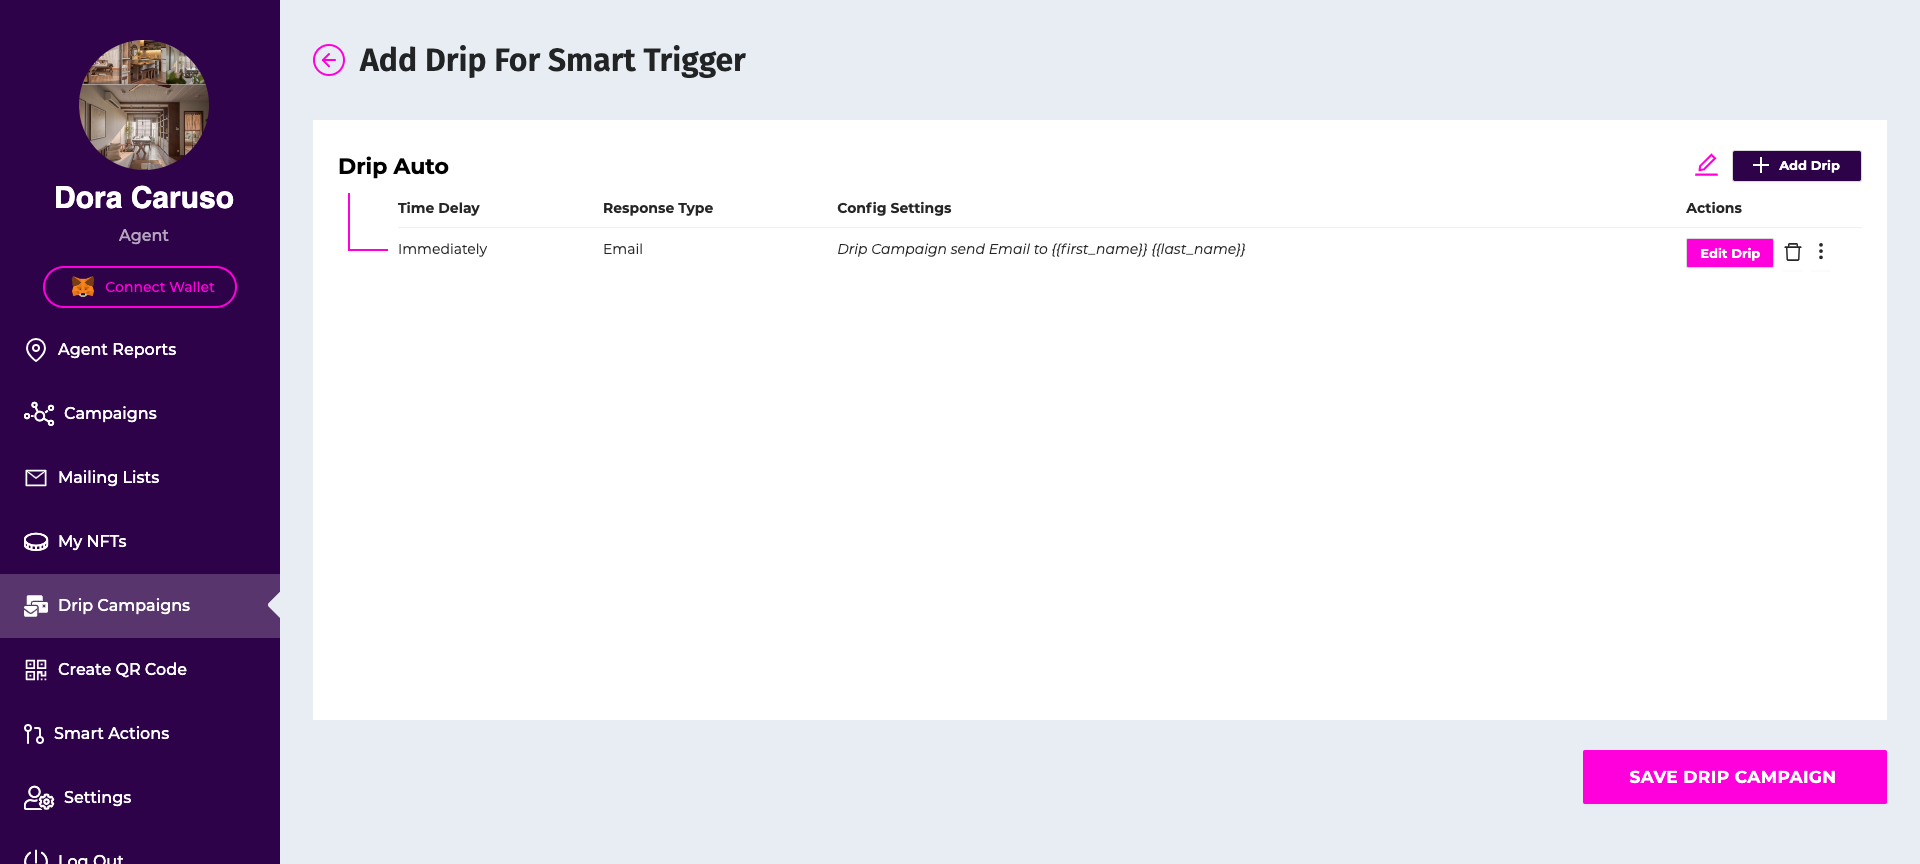 Dora Caruso
Agent
Connect Wallet
Agent Reports
Campaigns
Mailing Lists
My NFTs
Drip Campaigns
Create QR Code
Smart Actions
Settings
Log Out
Add Drip For Smart Trigger
Drip Auto
Add Drip
Time Delay Response Type Config Settings Actions
Immediately Email Drip Campaign send Email to {{first_name}} {{last_name}} Edit Drip
SAVE DRIP CAMPAIGN